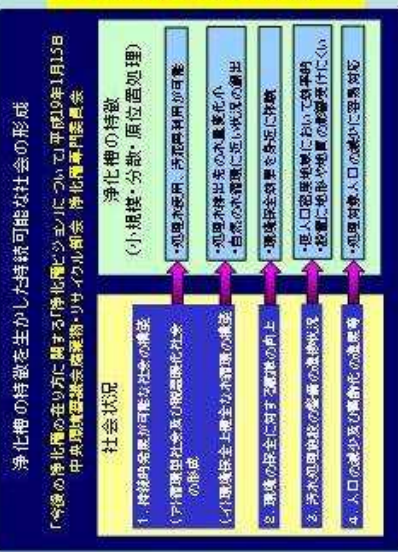 浄化槽の特徴を生かした持続可能な社会の形成
「今後の浄化槽の在り方に関する「浄化槽ビジョン」について」平成19年1月15日
中央環境審議会廃棄物・リサイクル部会 浄化槽専門委員会
社会状況
1. 持続的発展が可能な社会の構築
(ア)循環型社会及び脱温暖化社会
の形成
(イ)環境保全上健全な水循環の構築
2. 環境の保全に対する意識の向上
3. 汚水処理施設の整備の進捗状況
4. 人口の減少及び高齢化の進展等
浄化槽の特徴
(小規模・分散・原位置処理)
・処理水使用、汚泥再利用が可能
・処理水排出先の水量変化小
・自然の水循環に近い状況の創出
・環境保全効果を身近に体験
・低人口密度地域において効率的
・設置に地形や地質の影響受けにくい
・処理対象人口の減少に容易対応